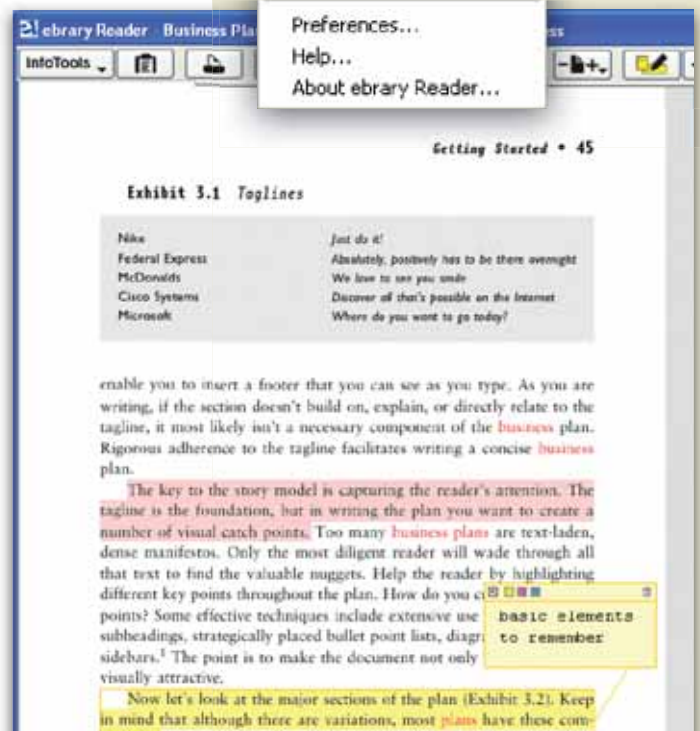 ebrary Reader Business Pla
ess
Preferences...
Help...
About ebrary Reader...
InfoTools
Getting Started • 45
Exhibit 3.1 Taglines
Nike Just do it!
Federal Express Absolutely, positively has to be there overnight
McDonalds We love to see you smile
Cisco Systems Discover all that's possible on the Internet
Microsoft Where do you want to go today?
enable you to insert a footer that you can see as you type. As you are
writing, if the section doesn't build on, explain, or directly relate to the
tagline, it most likely isn't a necessary component of the business plan.
Rigorous adherence to the tagline facilitates writing a concise business
plan.
The key to the story model is capturing the reader's attention. The
tagline is the foundation, but in writing the plan you want to create a
number of visual catch points. Too many business plans are text-laden,
dense manifestos. Only the most diligent reader will wade through all
that text to find the valuable nuggets. Help the reader by highlighting
different key points throughout the plan. How do you c
points? Some effective techniques include extensive use
subheadings, strategically placed bullet point lists, diagr
sidebars.¹ The point is to make the document not only
visually attractive.
basic elements
to remember
Now let's look at the major sections of the plan (Exhibit 3.2). Keep
in mind that although there are variations, most plans have these com-